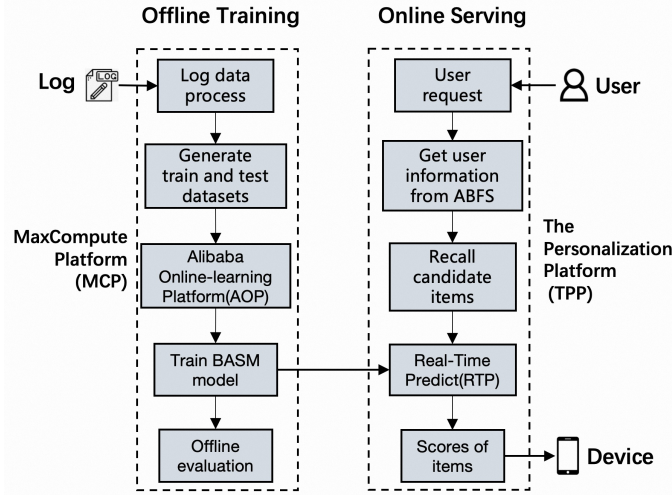 Offline Training
Online Serving
Log
LOG
Log data
process
Generate
train and test
datasets
MaxCompute
Platform
(MCP)
Alibaba
Online-learning
Platform(AOP)
Train BASM
model
Offline
evaluation
User
request
User
Get user
information
from ABFS
The
Personalization
Platform
(TPP)
Recall
candidate
items
Real-Time
Predict(RTP)
Scores of
items
Device